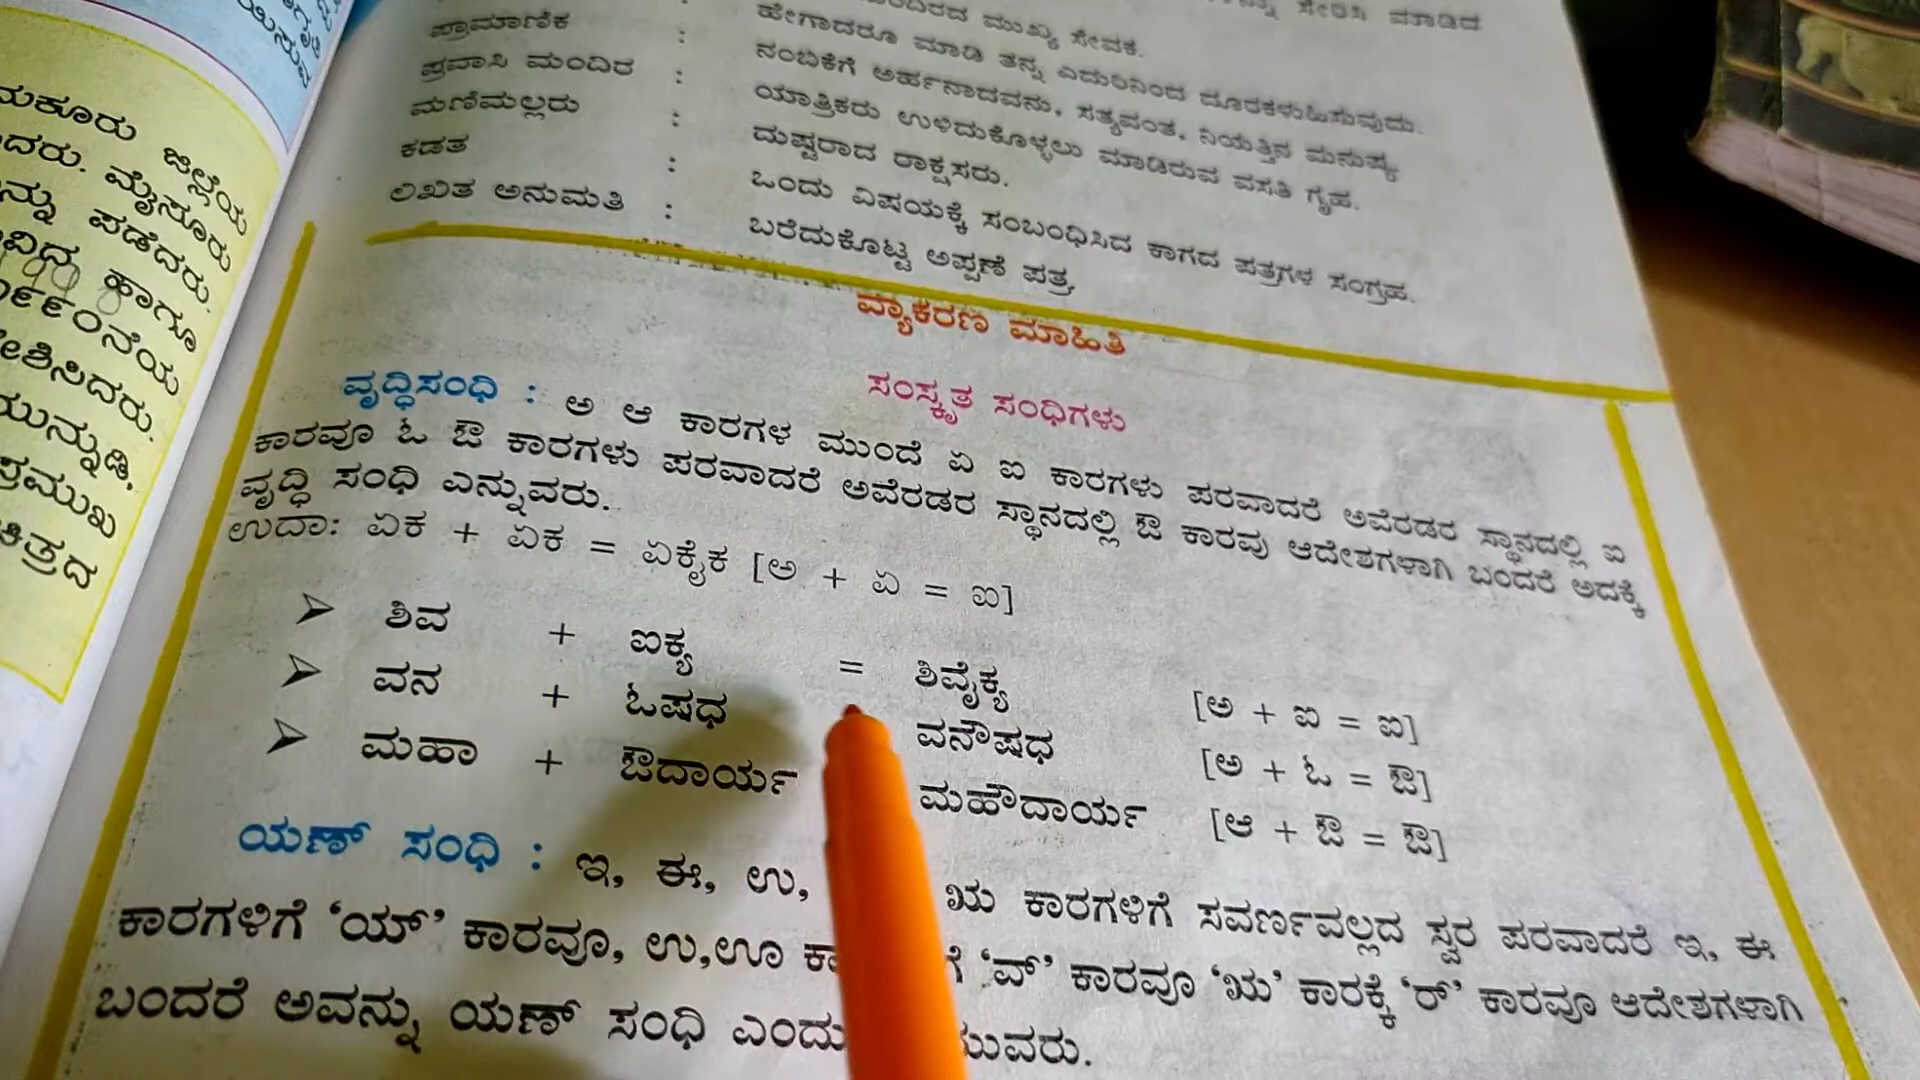 ಸೇರಿಸಿ ಮಾಡಿದ
ಮುಖ್ಯ ಸೇವಕ.
: ಹೇಗಾದರೂ ಮಾಡಿ ತನ್ನ ಎದುರಿನಿಂದ ದೂರಕಳುಹಿಸುವುದು.
ಪ್ರಾಮಾಣಿಕ : ನಂಬಿಕೆಗೆ ಅರ್ಹನಾದವನು, ಸತ್ಯವಂತ, ನಿಯತ್ತಿನ ಮನುಷ್ಯ
ಪ್ರವಾಸಿ ಮಂದಿರ : ಯಾತ್ರಿಕರು ಉಳಿದುಕೊಳ್ಳಲು ಮಾಡಿರುವ ವಸತಿ ಗೃಹ.
ಮಣಿಮಲ್ಲರು : ದುಷ್ಟರಾದ ರಾಕ್ಷಸರು.
ಕಡತ : ಒಂದು ವಿಷಯಕ್ಕೆ ಸಂಬಂಧಿಸಿದ ಕಾಗದ ಪತ್ರಗಳ ಸಂಗ್ರಹ.
ಲಿಖಿತ ಅನುಮತಿ : ಬರೆದುಕೊಟ್ಟ ಅಪ್ಪಣೆ ಪತ್ರ
ವ್ಯಾಕರಣ ಮಾಹಿತಿ
ಸಂಸ್ಕೃತ ಸಂಧಿಗಳು
ವೃದ್ಧಿಸಂಧಿ : ಅ ಆ ಕಾರಗಳ ಮುಂದೆ ಏ ಐ ಕಾರಗಳು ಪರವಾದರೆ ಅವೆರಡರ ಸ್ಥಾನದಲ್ಲಿ ಐ
ಕಾರವೂ ಓ ಔ ಕಾರಗಳು ಪರವಾದರೆ ಅವೆರಡರ ಸ್ಥಾನದಲ್ಲಿ ಔ ಕಾರವು ಆದೇಶಗಳಾಗಿ ಬಂದರೆ ಅದಕ್ಕೆ
ವೃದ್ಧಿ ಸಂಧಿ ಎನ್ನುವರು.
ಉದಾ: ಏಕ + ಏಕ = ಏಕೈಕ [ಅ + ಏ = ಐ]
➢ ಶಿವ + ಐಕ್ಯ = ಶಿವೈಕ್ಯ [ಅ + ಐ = ಐ]
➢ ವನ + ಓಷಧ ವನೌಷಧ [ಅ + ಓ = ಔ]
➢ ಮಹಾ + ಔದಾರ್ಯ ಮಹೌದಾರ್ಯ [ಆ + ಔ = ಔ]
ಯಣ್ ಸಂಧಿ : ಇ, ಈ, ಉ, ಋ ಕಾರಗಳಿಗೆ ಸವರ್ಣವಲ್ಲದ ಸ್ವರ ಪರವಾದರೆ ಇ, ಈ
ಕಾರಗಳಿಗೆ ‘ಯ್’ ಕಾರವೂ, ಉ,ಊ ‘ವ್’ ಕಾರವೂ ‘ಋ’ ಕಾರಕ್ಕೆ ‘ರ್’ ಕಾರವೂ ಆದೇಶಗಳಾಗಿ
ಬಂದರೆ ಅವನ್ನು ಯಣ್ ಸಂಧಿ ಎಂದು
ಜಿಲ್ಲೆಯ
ಮೈಸೂರು
ಪಡೆದರು.
ಹಾಗೂ